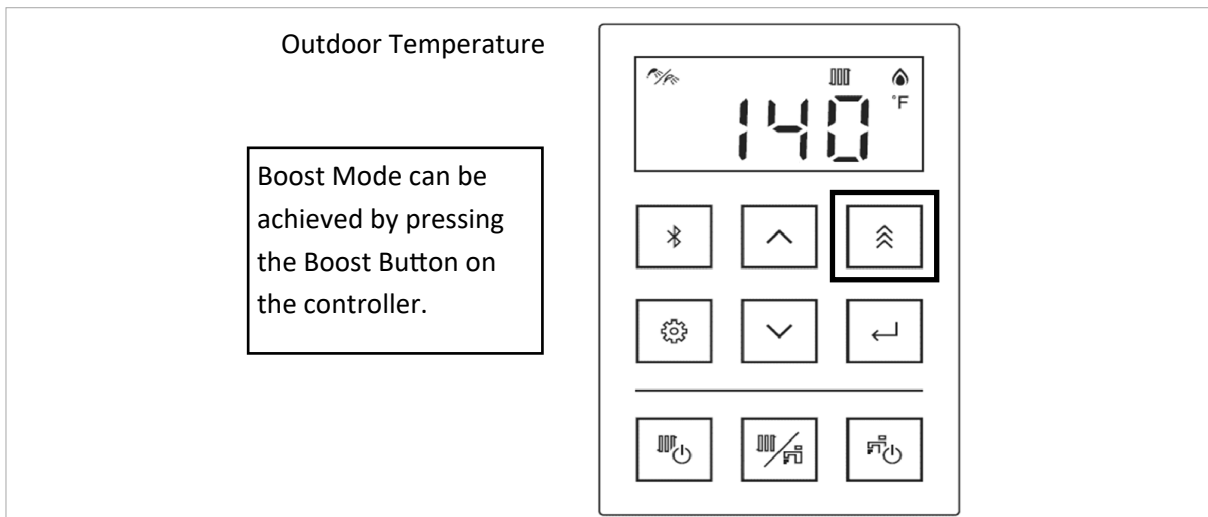 Outdoor Temperature
140 °F
Boost Mode can be
achieved by pressing
the Boost Button on
the controller.